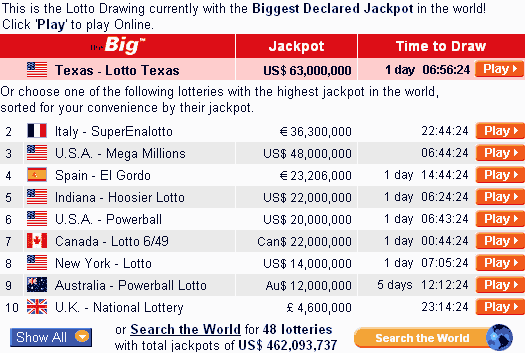 This is the Lotto Drawing currently with the Biggest Declared Jackpot in the world!
Click 'Play' to play Online.
the Big™ Jackpot Time to Draw
Texas - Lotto Texas US$ 63,000,000 1 day 06:56:24 Play
Or choose one of the following lotteries with the highest jackpot in the world,
sorted for your convenience by their jackpot.
2 Italy - SuperEnalotto € 36,300,000 22:44:24 Play
3 U.S.A. - Mega Millions US$ 48,000,000 06:44:24 Play
4 Spain - El Gordo € 23,206,000 1 day 14:44:24 Play
5 Indiana - Hoosier Lotto US$ 22,000,000 1 day 06:24:24 Play
6 U.S.A. - Powerball US$ 20,000,000 1 day 06:43:24 Play
7 Canada - Lotto 6/49 Can$ 22,000,000 1 day 00:44:24 Play
8 New York - Lotto US$ 14,000,000 1 day 07:05:24 Play
9 Australia - Powerball Lotto Au$ 12,000,000 5 days 12:12:24 Play
10 U.K. - National Lottery £ 4,600,000 23:14:24 Play
Show All or Search the World for 48 lotteries Search the World
with total jackpots of US$ 462,093,737